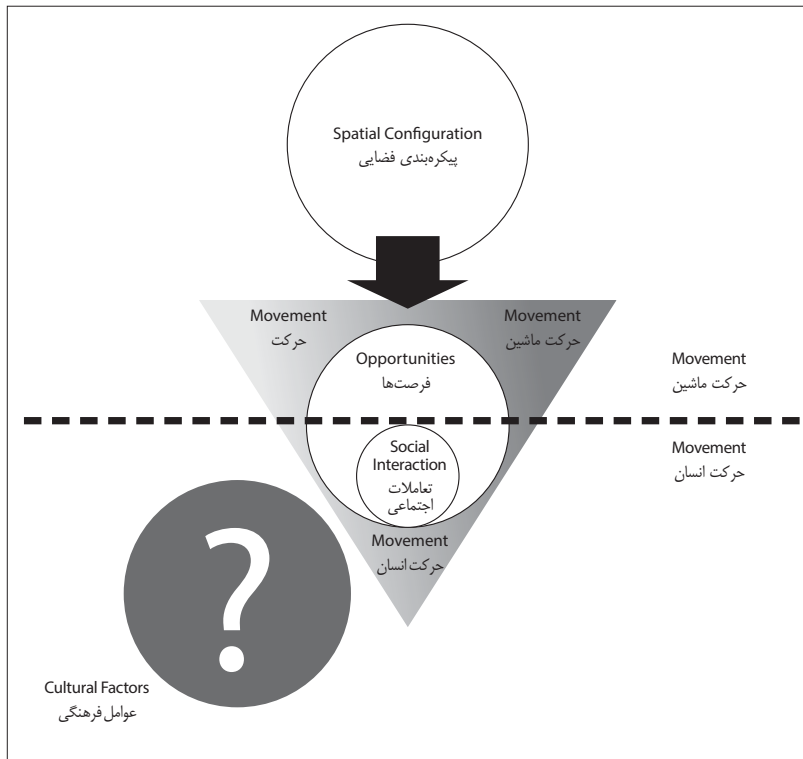 Spatial Configuration
پیکره‌بندی فضایی
Movement
حرکت
Movement
حرکت ماشین
Opportunities
فرصت‌ها
Movement
حرکت ماشین
Social
Interaction
تعاملات
اجتماعی
Movement
حرکت انسان
Movement
حرکت انسان
?
Cultural Factors
عوامل فرهنگی